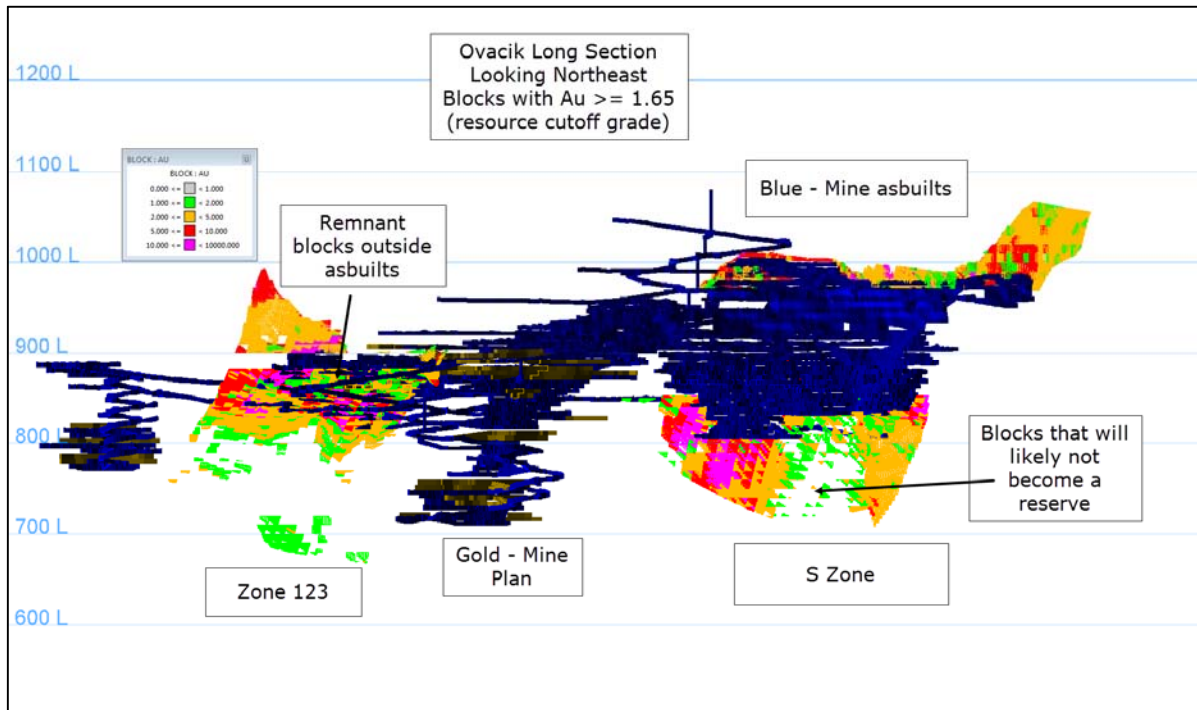 Ovacik Long Section
Looking Northeast
Blocks with Au >= 1.65
(resource cutoff grade)
1200 L
1100 L
BLOCK : AU
BLOCK : AU
0.000 <= < 1.000
1.000 <= < 2.000
2.000 <= < 5.000
5.000 <= < 10.000
10.000 <= < 10000.000
Remnant
blocks outside
asbuilts
Blue - Mine asbuilts
1000 L
900 L
800 L
Blocks that will
likely not
become a
reserve
700 L
Gold - Mine
Plan
Zone 123
S Zone
600 L